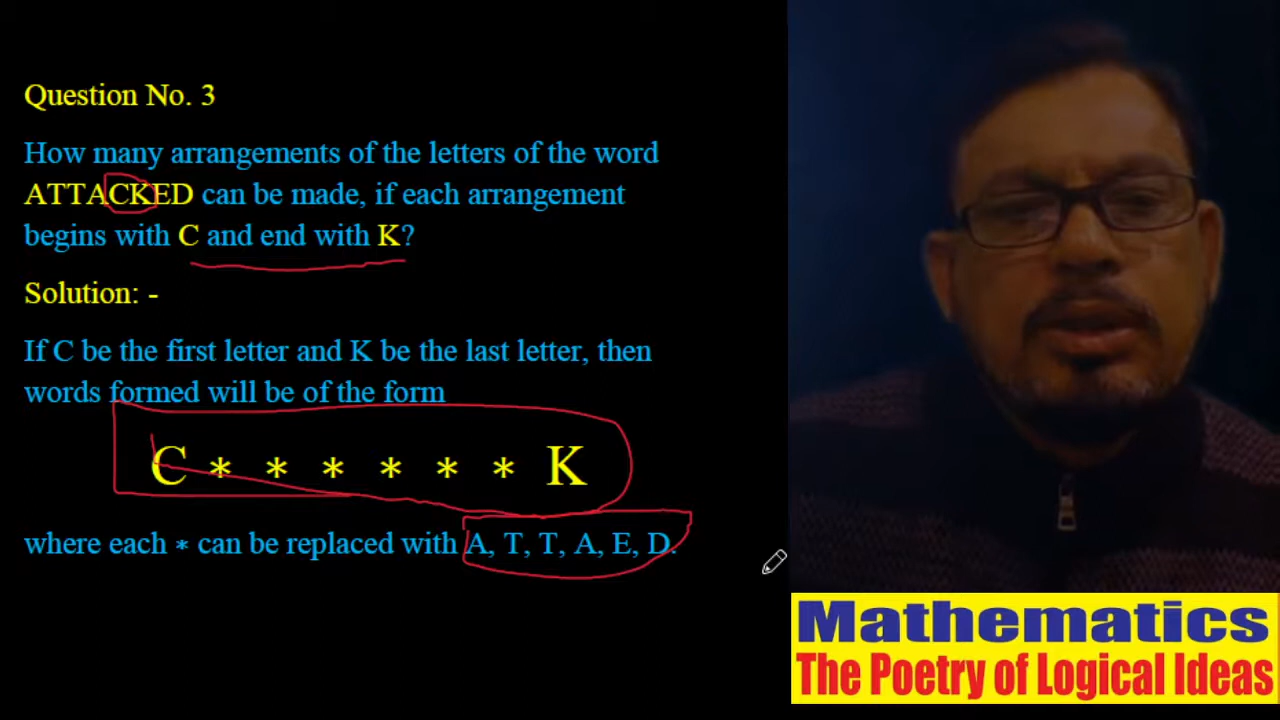 Question No. 3
How many arrangements of the letters of the word
ATTACKED can be made, if each arrangement
begins with C and end with K?
Solution: -
If C be the first letter and K be the last letter, then
words formed will be of the form
C * * * * * * K
where each * can be replaced with A, T, T, A, E, D.
Mathematics
The Poetry of Logical Ideas